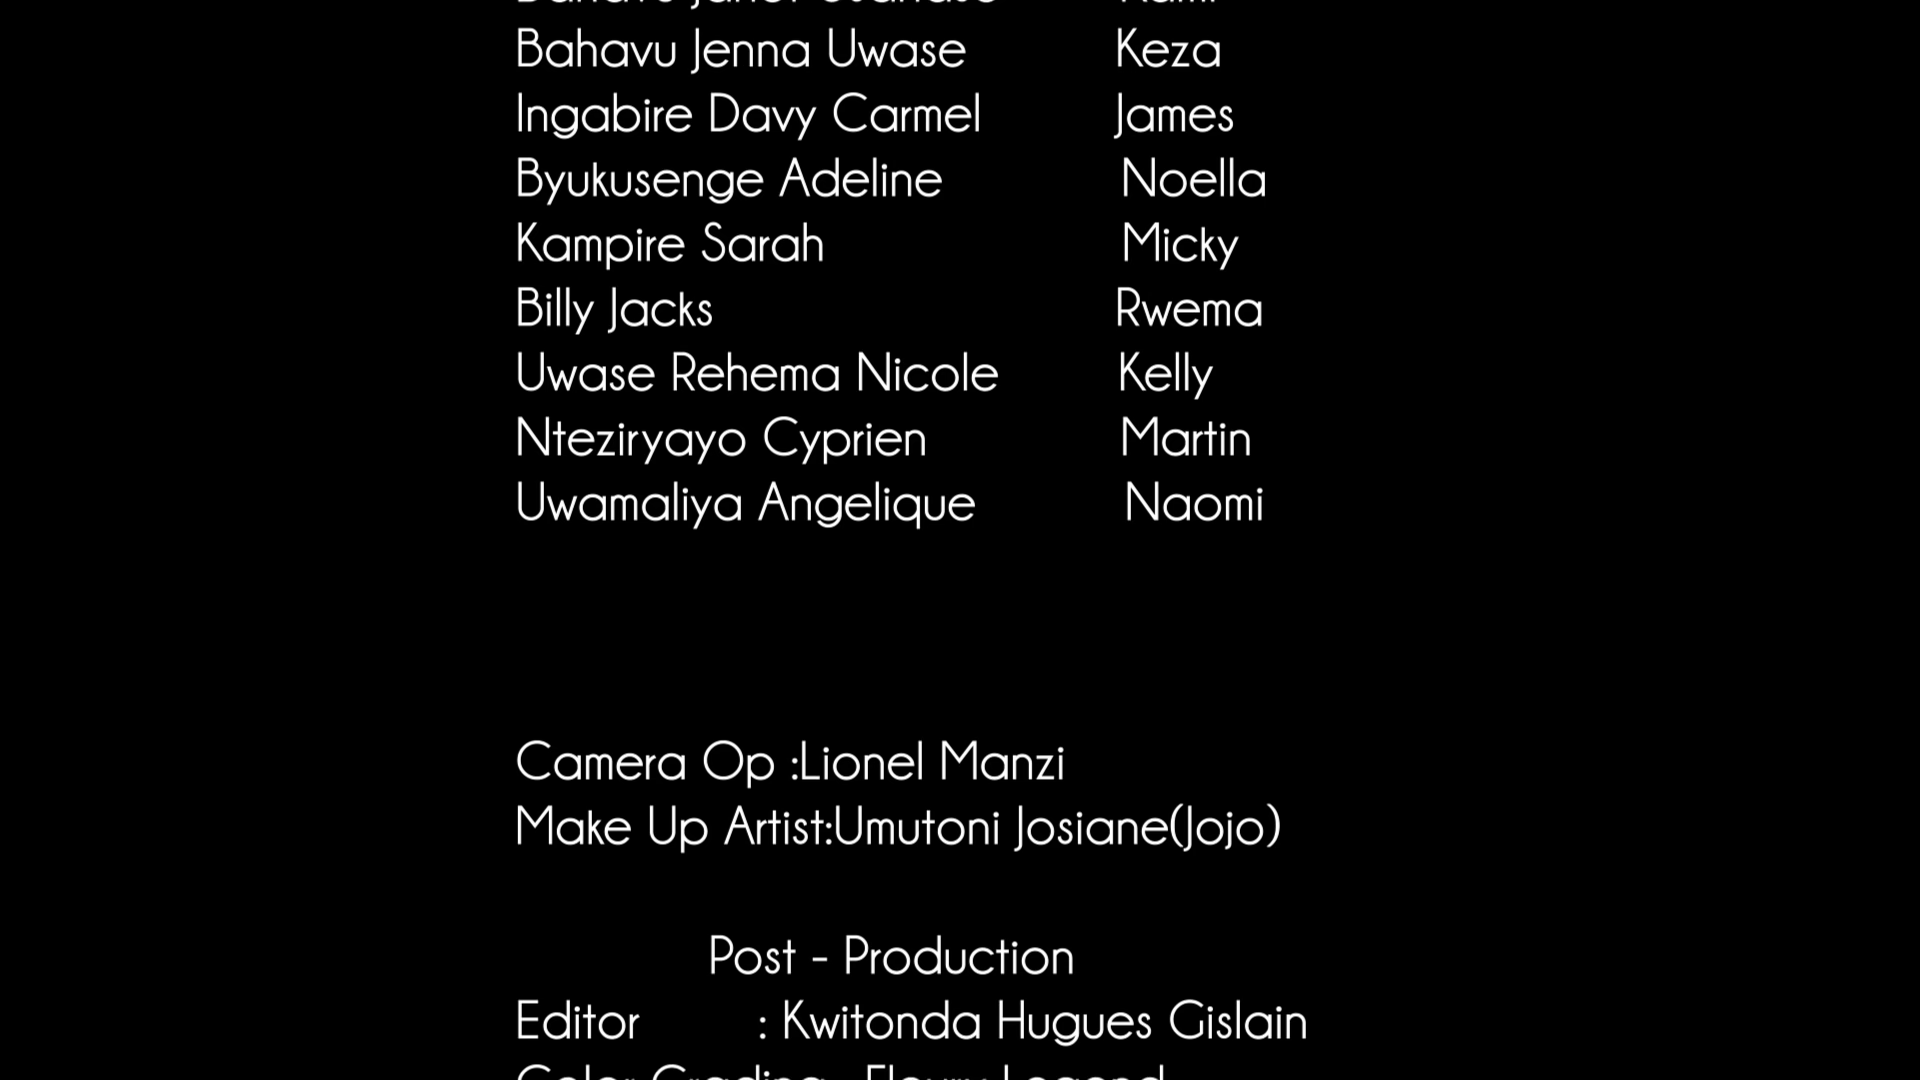 Bahavu Jenna Uwase Keza
Ingabire Davy Carmel James
Byukusenge Adeline Noella
Kampire Sarah Micky
Billy Jacks Rwema
Uwase Rehema Nicole Kelly
Nteziryayo Cyprien Martin
Uwamaliya Angelique Naomi
Camera Op :Lionel Manzi
Make Up Artist:Umutoni Josiane(Jojo)
Post - Production
Editor : Kwitonda Hugues Gislain